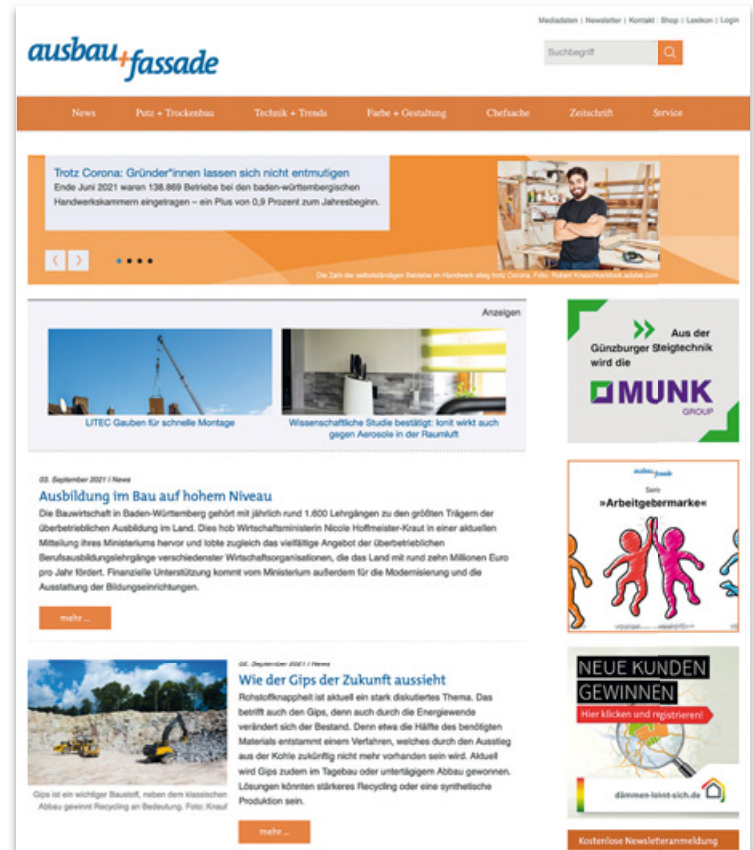 Mediadaten | Newsletter | Kontakt | Shop | Lexikon | Login
ausbau+fassade
Suchbegriff
News Putz + Trockenbau Technik + Trends Farbe + Gestaltung Chefsache Zeitschrift Service
Trotz Corona: Gründer*innen lassen sich nicht entmutigen
Ende Juni 2021 waren 138.869 Betriebe bei den baden-württembergischen
Handwerkskammern eingetragen – ein Plus von 0,9 Prozent zum Jahresbeginn.
Die Zahl der selbstständigen Betriebe im Handwerk stieg trotz Corona. Foto: Robert
Anzeigen
LITEC Gauben für schnelle Montage
Wissenschaftliche Studie bestätigt: Ionit wirkt auch
gegen Aerosole in der Raumluft
Aus der
Günzburger Steigtechnik
wird die
MUNK
GROUP
03. September 2021 | News
Ausbildung im Bau auf hohem Niveau
Die Bauwirtschaft in Baden-Württemberg gehört mit jährlich rund 1.600 Lehrgängen zu den größten Trägern der
überbetrieblichen Ausbildung im Land. Dies hob Wirtschaftsministerin Nicole Hoffmeister-Kraut in einer aktuellen
Mitteilung ihres Ministeriums hervor und lobte zugleich das vielfältige Angebot der überbetrieblichen
Berufsausbildungslehrgänge verschiedenster Wirtschaftsorganisationen, die das Land mit rund zehn Millionen Euro
pro Jahr fördert. Finanzielle Unterstützung kommt vom Ministerium außerdem für die Modernisierung und die
Ausstattung der Bildungseinrichtungen.
mehr ...
ausbau+fassade
Serie
»Arbeitgebermarke«
September 2021 | News
Wie der Gips der Zukunft aussieht
Rohstoffknappheit ist aktuell ein stark diskutiertes Thema. Das
betrifft auch den Gips, denn auch durch die Energiewende
verändert sich der Bestand. Denn etwa die Hälfte des benötigten
Materials entstammt einem Verfahren, welches durch den Ausstieg
aus der Kohle zukünftig nicht mehr vorhanden sein wird. Aktuell
wird Gips zudem im Tagebau oder untertägigem Abbau gewonnen.
Lösungen könnten stärkeres Recycling oder eine synthetische
Produktion sein.
mehr ...
Gips ist ein wichtiger Baustoff, neben dem klassischen
Abbau gewinnt Recycling an Bedeutung. Foto: Knauf
NEUE KUNDEN
GEWINNEN
Hier klicken und registrieren!
dämmen-lohnt-sich.de
Kostenlose Newsletteranmeldung